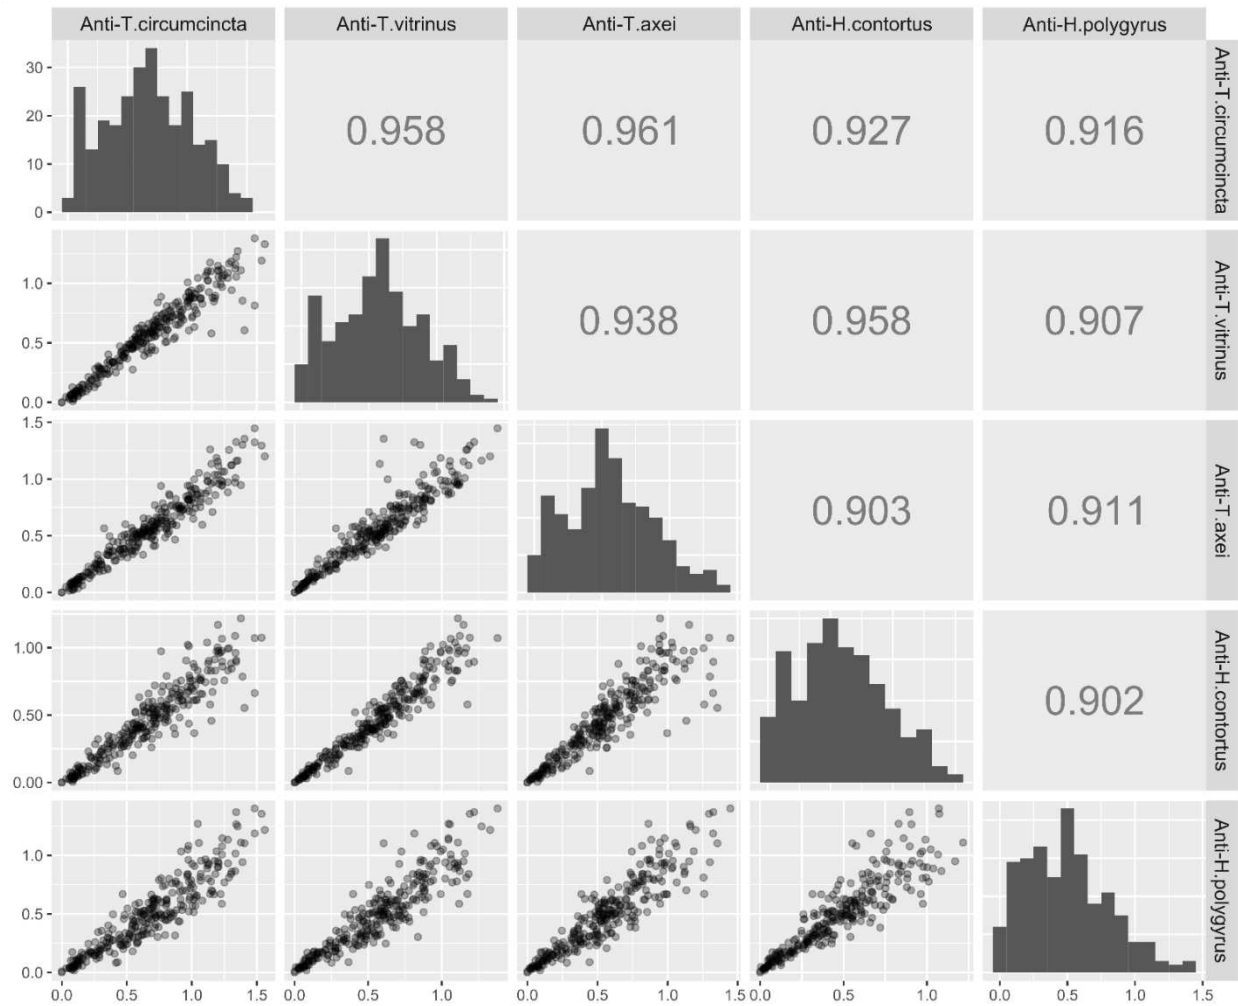 Anti-T.circumcincta Anti-T.vitrinus Anti-T.axei Anti-H.contortus Anti-H.polygyrus
30
20
10
0
0.958 0.961 0.927 0.916
Anti-T.circumcincta
1.0
0.5
0.0
0.938 0.958 0.907
Anti-T.vitrinus
1.5
1.0
0.5
0.0
0.903 0.911
Anti-T.axei
1.00
0.50
0.00
0.902
Anti-H.contortus
1.0
0.5
0.0
Anti-H.polygyrus
0.0 0.5 1.0 1.5 0.0 0.5 1.0 0.0 0.5 1.0 1.5 0.0 0.5 1.0 0.0 0.5 1.0 1.5